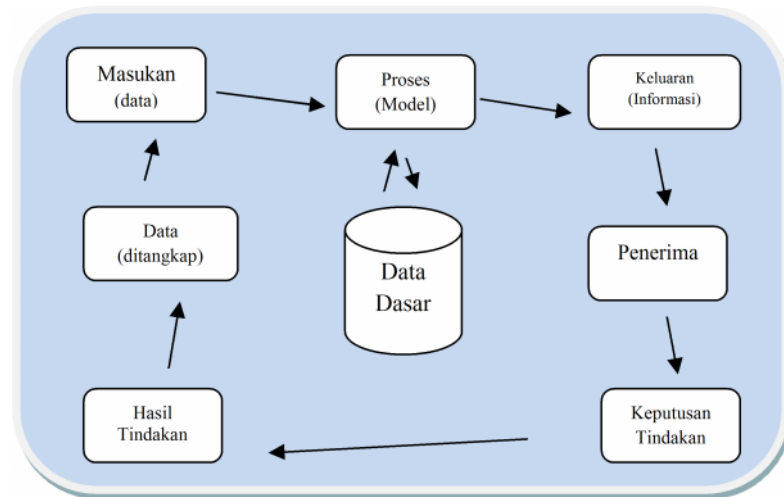 Masukan
(data)
Proses
(Model)
Keluaran
(Informasi)
Data
(ditangkap)
Data
Dasar
Penerima
Hasil
Tindakan
Keputusan
Tindakan